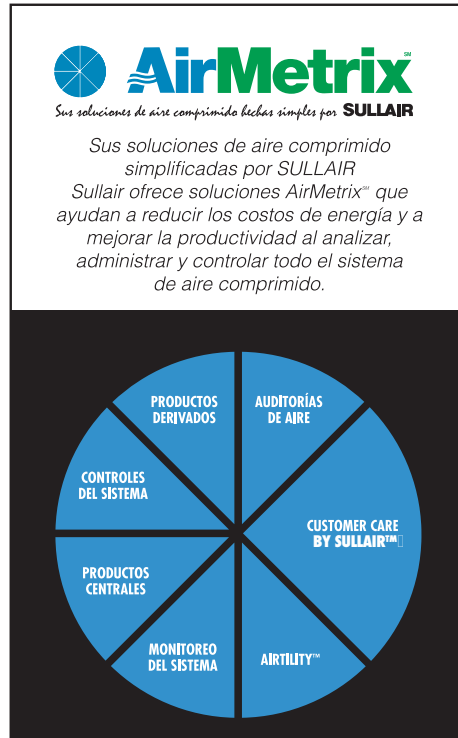 AirMetrix℠
Sus soluciones de aire comprimido hechas simples por SULLAIR
Sus soluciones de aire comprimido
simplificadas por SULLAIR
Sullair ofrece soluciones AirMetrix℠ que
ayudan a reducir los costos de energía y a
mejorar la productividad al analizar,
administrar y controlar todo el sistema
de aire comprimido.
PRODUCTOS
DERIVADOS
AUDITORÍAS
DE AIRE
CONTROLES
DEL SISTEMA
CUSTOMER CARE
BY SULLAIR™
PRODUCTOS
CENTRALES
MONITOREO
DEL SISTEMA
AIRTILITY™